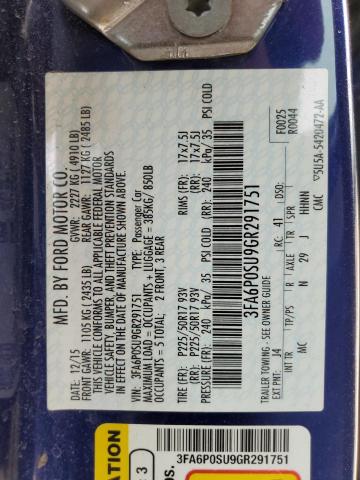 MFD. BY FORD MOTOR CO.
DATE: 12/15 GVWR: 2227 KG ( 4910 LB)
FRONT GAWR: 1105 KG (2435 LB) REAR GAWR: 1127 KG ( 2485 LB)
THIS VEHICLE CONFORMS TO ALL APPLICABLE FEDERAL MOTOR
VEHICLE SAFETY, BUMPER, AND THEFT PREVENTION STANDARDS
IN EFFECT ON THE DATE OF MANUFACTURE SHOWN ABOVE.
VIN: 3FA6P0SU9GR291751 TYPE: Passenger Car
MAXIMUM LOAD = OCCUPANTS + LUGGAGE = 385KG/ 850LB
OCCUPANTS = 5 TOTAL: 2 FRONT, 3 REAR
TIRE (FR): P225/50R17 93V RIMS (FR): 17x7.5J
TIRE (RR): P225/50R17 93V (RR): 17x7.5J
PRESSURE (FR): 240 kPa/ 35 PSI COLD (RR): 240 kPa/ 35 PSI COLD
3FA6P0SU9GR291751
F0025
R0044
TRAILER TOWING - SEE OWNER GUIDE
EXT PNT: J4 RC: 41 DSO:
INT TR TP/PS R AXLE TR SPR
MC N 29 J HHNN
CMC ▽5U5A-5420472-AA
3FA6P0SU9GR291751
ATION
: 3
os.